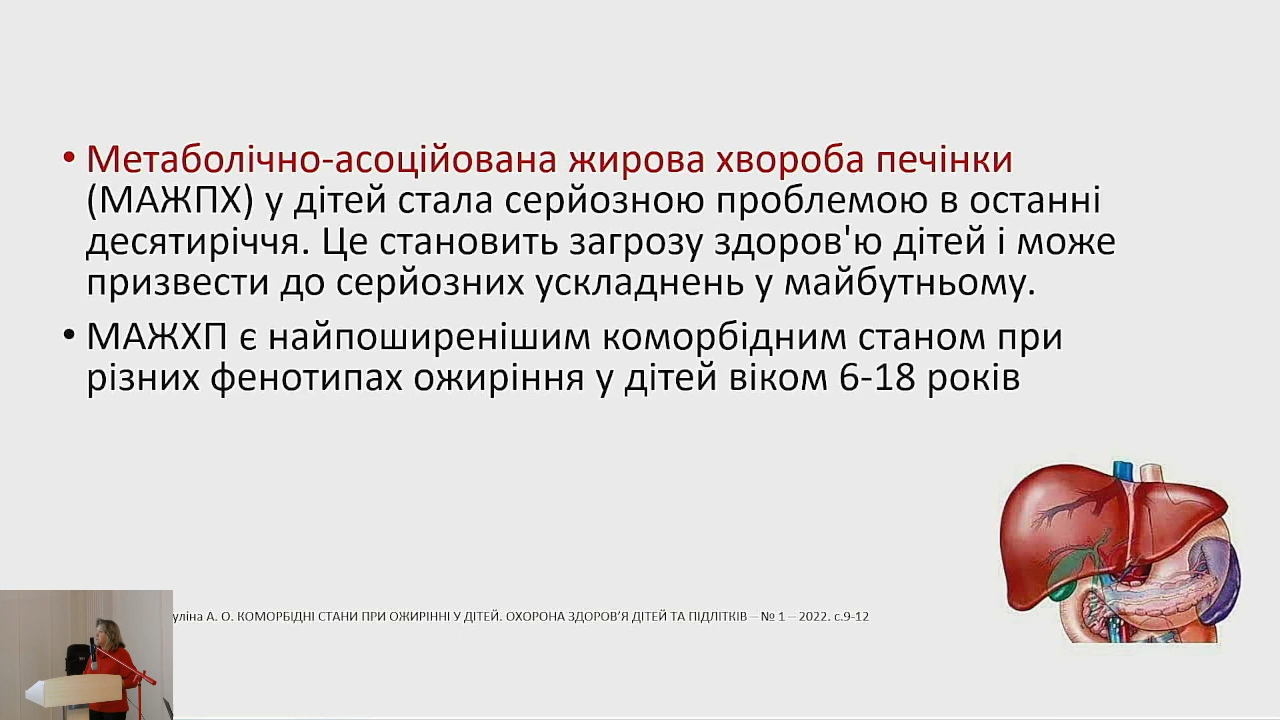 • Метаболічно-асоційована жирова хвороба печінки
(МАЖПХ) у дітей стала серйозною проблемою в останні
десятиріччя. Це становить загрозу здоров'ю дітей і може
призвести до серйозних ускладнень у майбутньому.
• МАЖХП є найпоширенішим коморбідним станом при
різних фенотипах ожиріння у дітей віком 6-18 років
А. О. КОМОРБІДНІ СТАНИ ПРИ ОЖИРІННІ У ДІТЕЙ. ОХОРОНА ЗДОРОВ’Я ДІТЕЙ ТА ПІДЛІТКІВ – № 1 – 2022. с.9-12